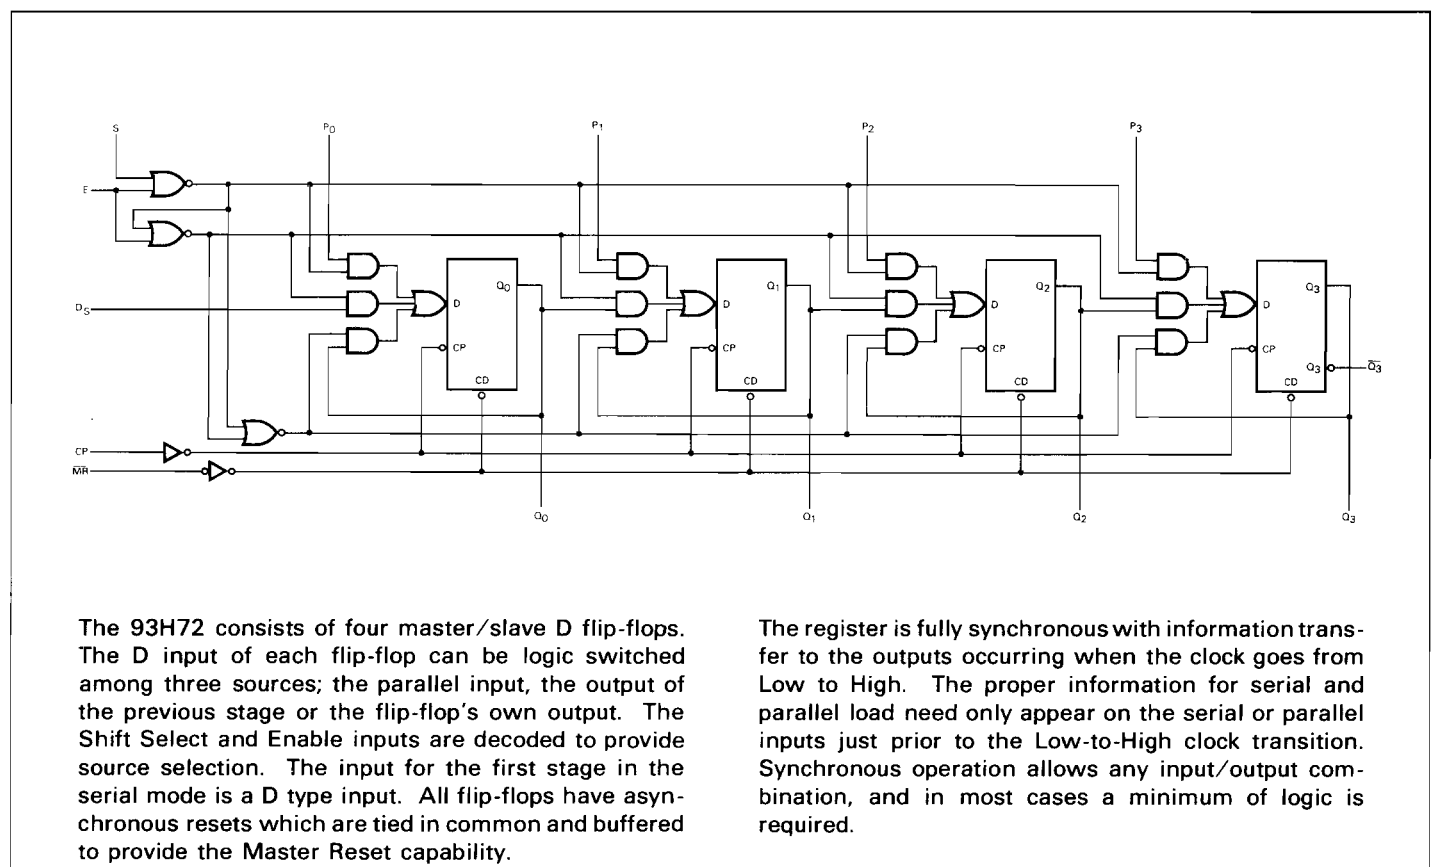 S
P0
P1
P2
P3
E
Q0
Q1
Q2
Q3
DS
D
D
D
D
CP
CP
CP
CP
Q3
Q3
CD
CD
CD
CD
CP
MR
Q0
Q1
Q2
Q3
The 93H72 consists of four master/slave D flip-flops.
The D input of each flip-flop can be logic switched
among three sources; the parallel input, the output of
the previous stage or the flip-flop's own output. The
Shift Select and Enable inputs are decoded to provide
source selection. The input for the first stage in the
serial mode is a D type input. All flip-flops have asyn-
chronous resets which are tied in common and buffered
to provide the Master Reset capability.
The register is fully synchronous with information trans-
fer to the outputs occurring when the clock goes from
Low to High. The proper information for serial and
parallel load need only appear on the serial or parallel
inputs just prior to the Low-to-High clock transition.
Synchronous operation allows any input/output com-
bination, and in most cases a minimum of logic is
required.